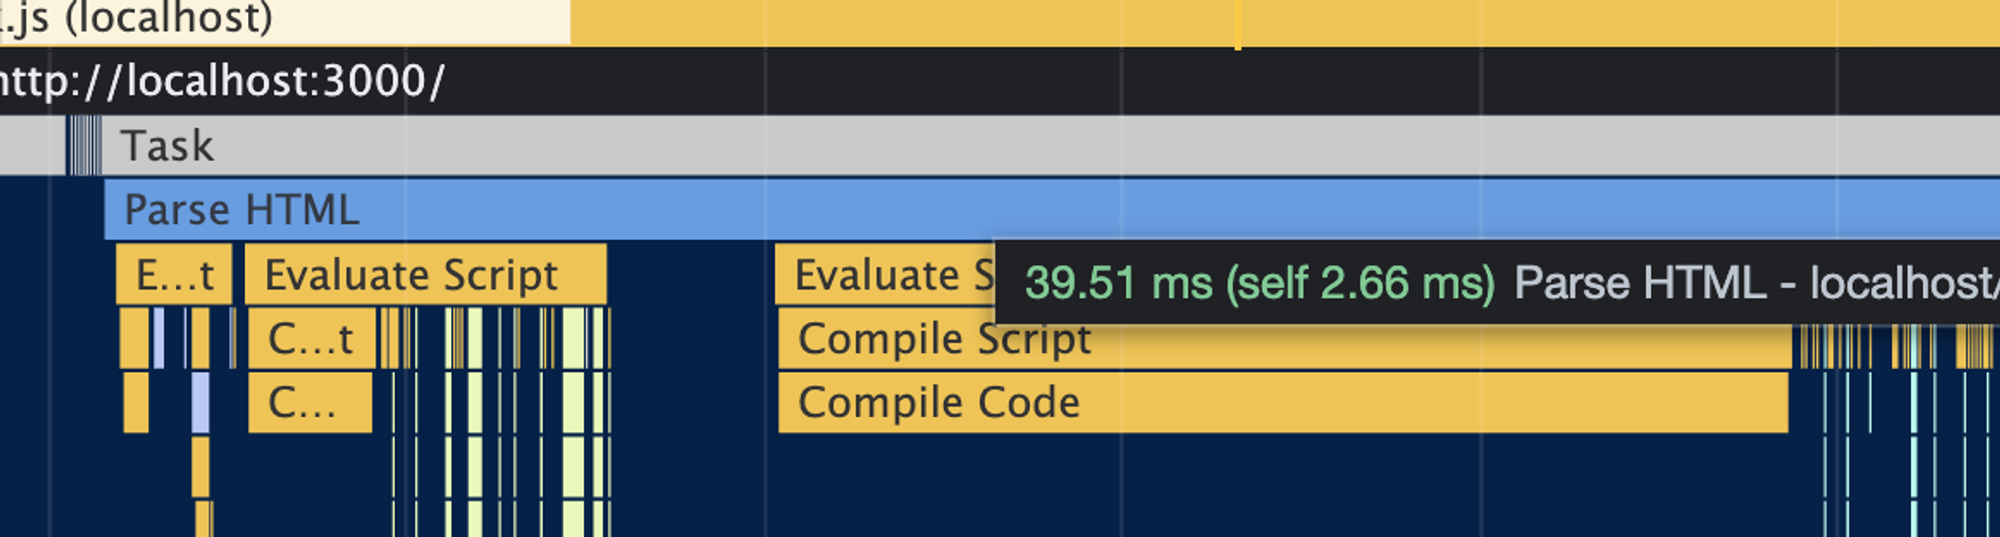 .js (localhost)
http://localhost:3000/
Task
Parse HTML
E...t Evaluate Script Evaluate S
39.51 ms (self 2.66 ms) Parse HTML - localhost/
C...t Compile Script
C... Compile Code